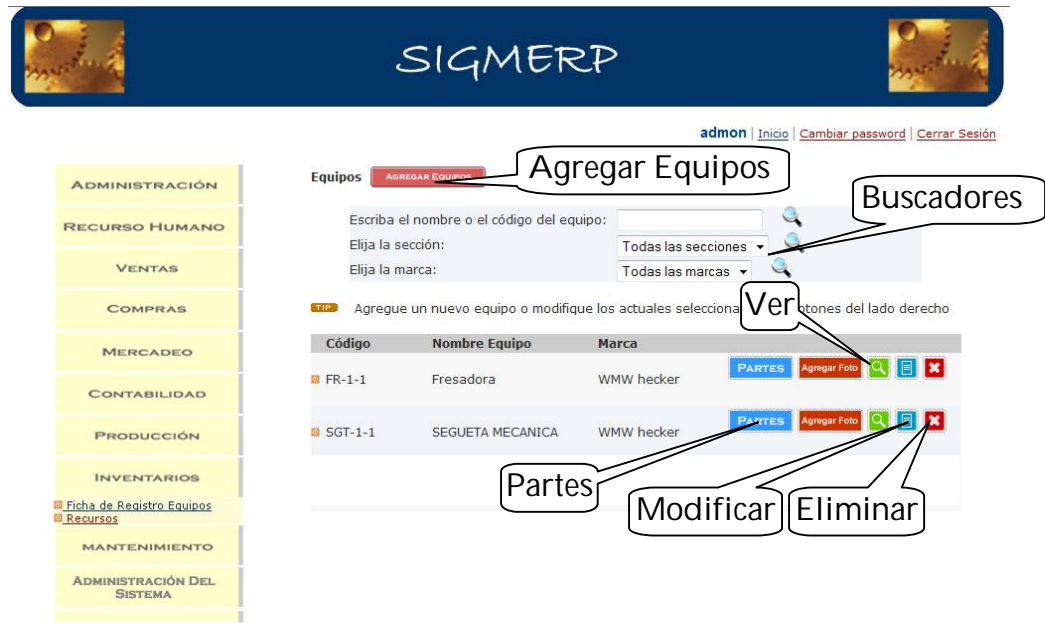 SIGMERP
admon | Inicio | Cambiar password | Cerrar Sesión
Equipos AGREGAR EQUIPOS
Agregar Equipos
Buscadores
Escriba el nombre o el código del equipo:
Elija la sección: Todas las secciones
Elija la marca: Todas las marcas
TIP Agregue un nuevo equipo o modifique los actuales selecciona
Ver
otones del lado derecho
Código Nombre Equipo Marca
FR-1-1 Fresadora WMW hecker PARTES Agregar Foto
SGT-1-1 SEGUETA MECANICA WMW hecker PARTES Agregar Foto
Partes
Modificar
Eliminar
ADMINISTRACIÓN
RECURSO HUMANO
VENTAS
COMPRAS
MERCADEO
CONTABILIDAD
PRODUCCIÓN
INVENTARIOS
Ficha de Registro Equipos
Recursos
MANTENIMIENTO
ADMINISTRACIÓN DEL
SISTEMA